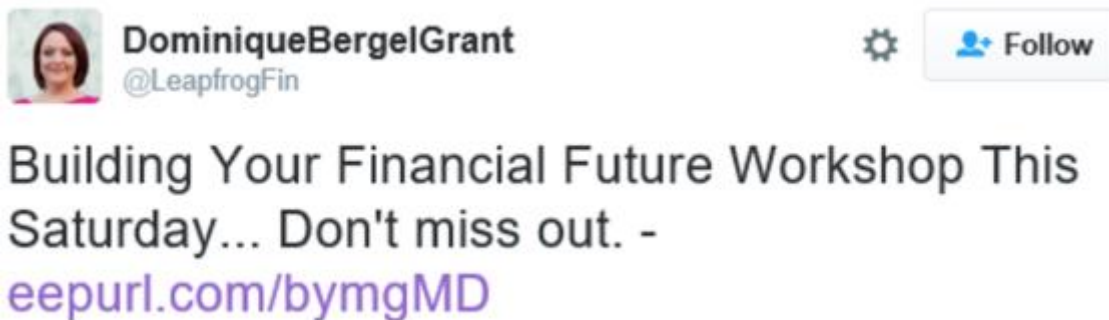 DominiqueBergelGrant
@LeapfrogFin
Follow
Building Your Financial Future Workshop This
Saturday... Don't miss out. -
eepurl.com/bymgMD